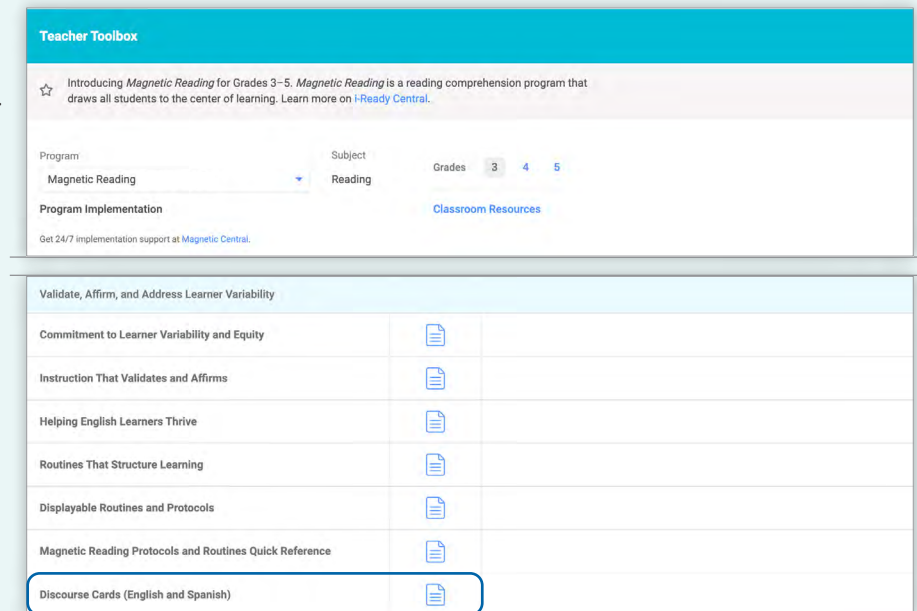 Teacher Toolbox
Introducing Magnetic Reading for Grades 3–5. Magnetic Reading is a reading comprehension program that
draws all students to the center of learning. Learn more on i-Ready Central.
Program
Subject
Magnetic Reading
Reading
Grades 3 4 5
Program Implementation
Classroom Resources
Get 24/7 implementation support at Magnetic Central.
Validate, Affirm, and Address Learner Variability
Commitment to Learner Variability and Equity
Instruction That Validates and Affirms
Helping English Learners Thrive
Routines That Structure Learning
Displayable Routines and Protocols
Magnetic Reading Protocols and Routines Quick Reference
Discourse Cards (English and Spanish)